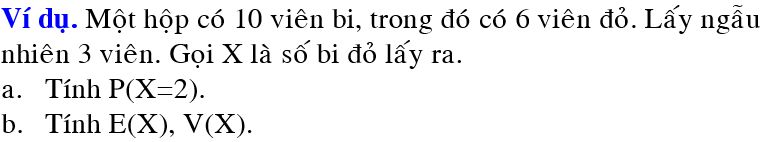 Ví dụ. Một hộp có 10 viên bi, trong đó có 6 viên đỏ. Lấy ngẫu
nhiên 3 viên. Gọi X là số bi đỏ lấy ra.
a. Tính P(X=2).
b. Tính E(X), V(X).